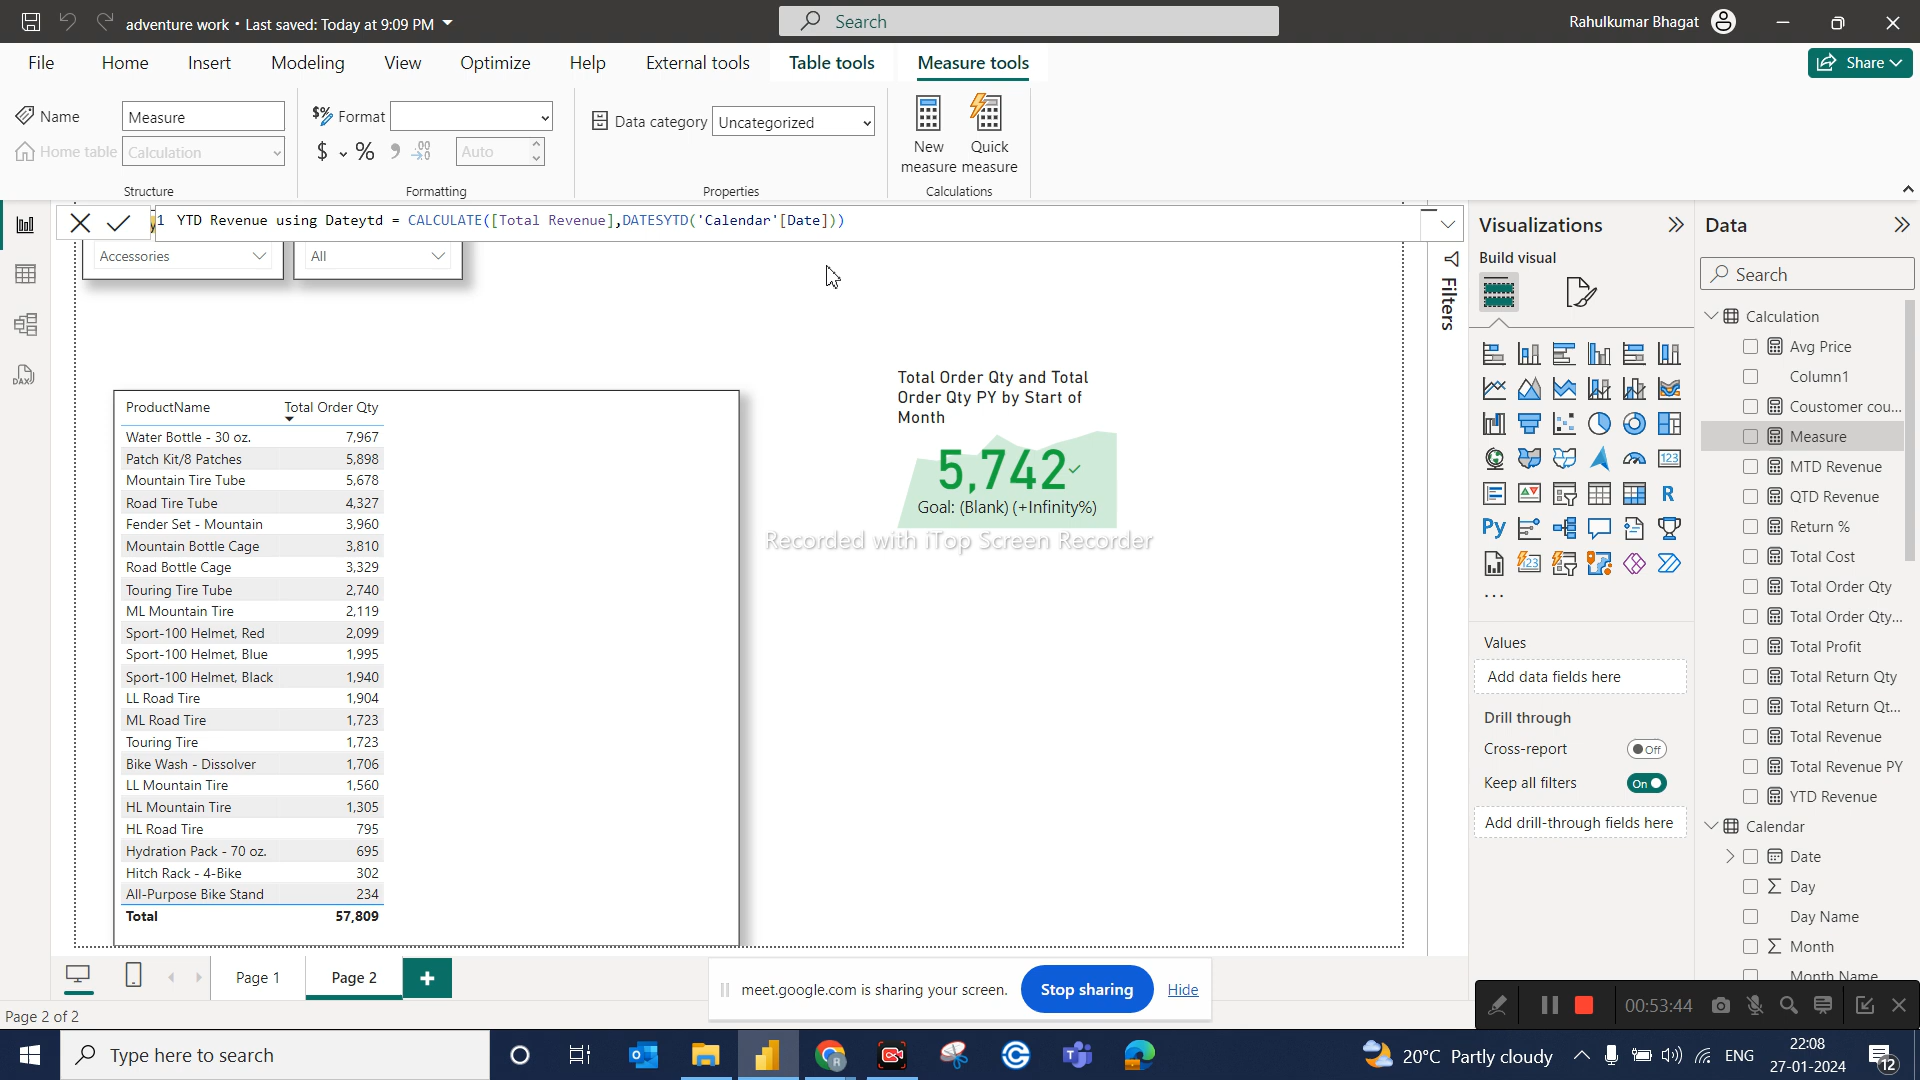 adventure work • Last saved: Today at 9:09 PM
Search
Rahulkumar Bhagat
File Home Insert Modeling View Optimize Help External tools Table tools Measure tools
Share
Name Measure
Home table Calculation
Structure
Format
$ % Auto
Formatting
Data category Uncategorized
Properties
New measure
Quick measure
Calculations
1 YTD Revenue using Dateytd = CALCULATE([Total Revenue],DATESYTD('Calendar'[Date]))
Accessories
All
ProductName Total Order Qty
Water Bottle - 30 oz. 7,967
Patch Kit/8 Patches 5,898
Mountain Tire Tube 5,678
Road Tire Tube 4,327
Fender Set - Mountain 3,960
Mountain Bottle Cage 3,810
Road Bottle Cage 3,329
Touring Tire Tube 2,740
ML Mountain Tire 2,119
Sport-100 Helmet, Red 2,099
Sport-100 Helmet, Blue 1,995
Sport-100 Helmet, Black 1,940
LL Road Tire 1,904
ML Road Tire 1,723
Touring Tire 1,723
Bike Wash - Dissolver 1,706
LL Mountain Tire 1,560
HL Mountain Tire 1,305
HL Road Tire 795
Hydration Pack - 70 oz. 695
Hitch Rack - 4-Bike 302
All-Purpose Bike Stand 234
Total 57,809
Total Order Qty and Total
Order Qty PY by Start of
Month
5,742
Goal: (Blank) (+Infinity%)
Recorded with iTop Screen Recorder
Filters
Visualizations
Build visual
123
R
Py
123
...
Values
Add data fields here
Drill through
Cross-report Off
Keep all filters On
Add drill-through fields here
Data
Search
Calculation
Avg Price
Column1
Coustomer cou...
Measure
MTD Revenue
QTD Revenue
Return %
Total Cost
Total Order Qty
Total Order Qty...
Total Profit
Total Return Qty
Total Return Qt...
Total Revenue
Total Revenue PY
YTD Revenue
Calendar
Date
Day
Day Name
Month
Month Name
DAX
Page 1
Page 2
meet.google.com is sharing your screen.
Stop sharing
Hide
00:53:44
Page 2 of 2
Type here to search
20°C Partly cloudy
ENG
22:08
27-01-2024
12